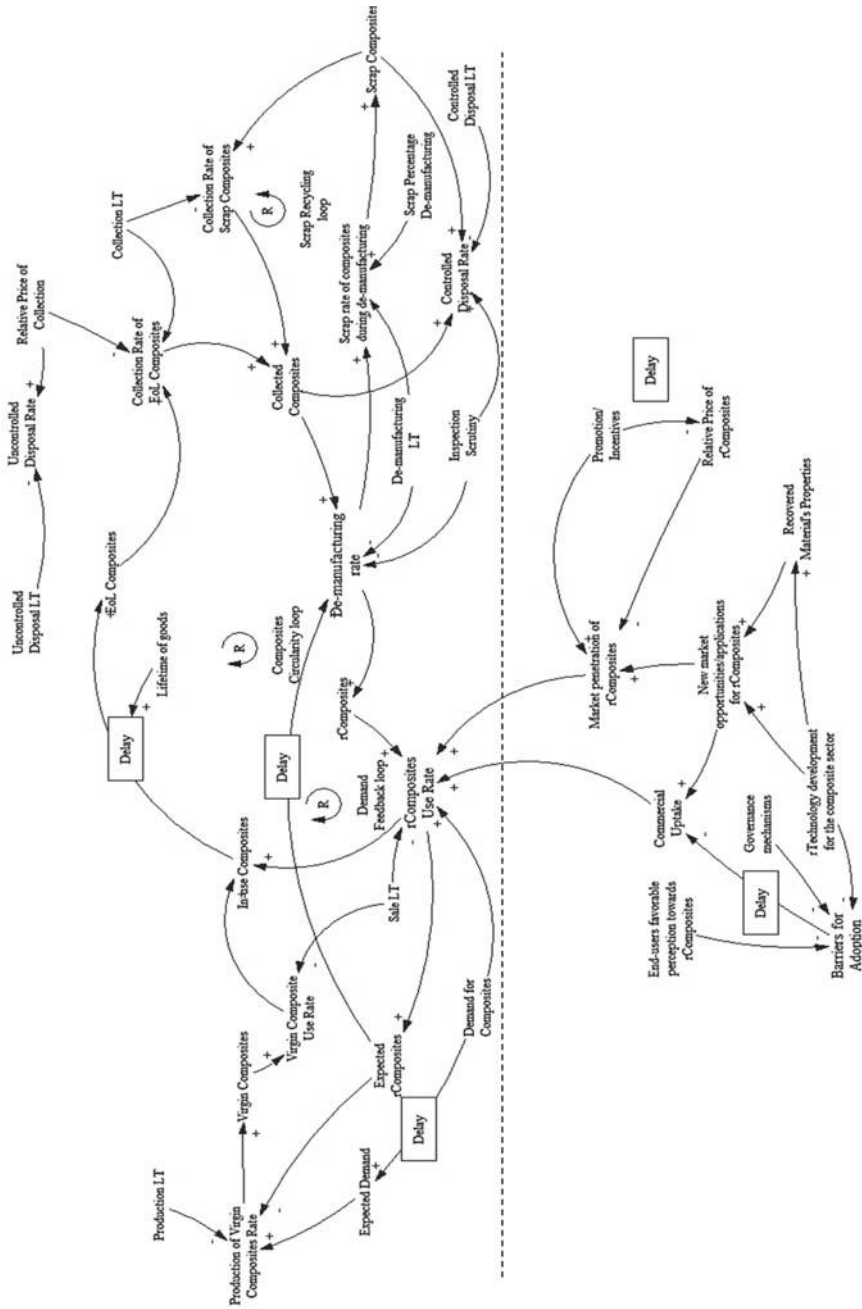 Production LT
Production of Virgin
Composites Rate
-
+
-
Expected Demand
+
Virgin Composites
+
+
Virgin Composite
Use Rate
-
Expected
rComposites
+
Delay
Demand for
Composites
Sale LT
-
In-use Composites
+
+
Demand
Feedback loop
R
rComposites
Use Rate
+
+
+
+
rComposites
+
Delay
Delay
Lifetime of goods
+
EoL Composites
+
Composites
Circularity loop
R
De-manufacturing
rate
+
+
-
-
Uncontrolled
Disposal LT
Uncontrolled
Disposal Rate
-
+
Relative Price of
Collection
Collection Rate of
EoL Composites
+
-
-
Collection LT
Collected
Composites
+
+
Collection Rate of
Scrap Composites
-
+
R
Scrap Recycling
loop
De-manufacturing
LT
Inspection
Scrutiny
Scrap rate of composites
during de-manufacturing
+
-
+
Scrap Percentage
De-manufacturing
Scrap Composites
+
Controlled
Disposal Rate
+
+
+
-
Controlled
Disposal LT
End-users favorable
perception towards
rComposites
Barriers for
Adoption
-
-
-
Delay
Governance
mechanisms
Commercial
Uptake
-
+
rTechnology development
for the composite sector
New market
opportunities/applications
for rComposites
+
+
Market penetration of
rComposites
+
+
-
Recovered
Material's Properties
+
Promotion/
Incentives
Relative Price of
rComposites
-
Delay